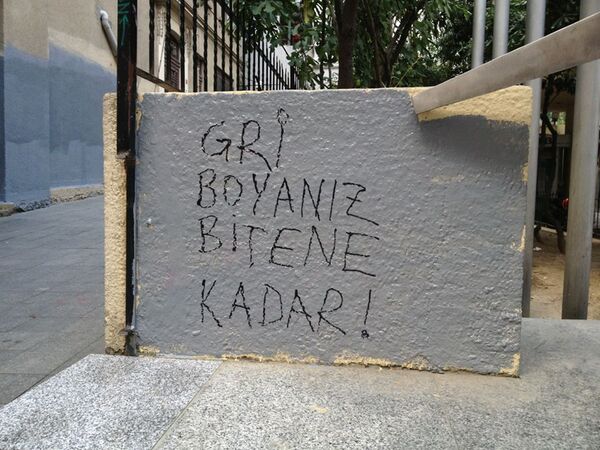 GRİ
BOYANIZ
BİTENE
KADAR!